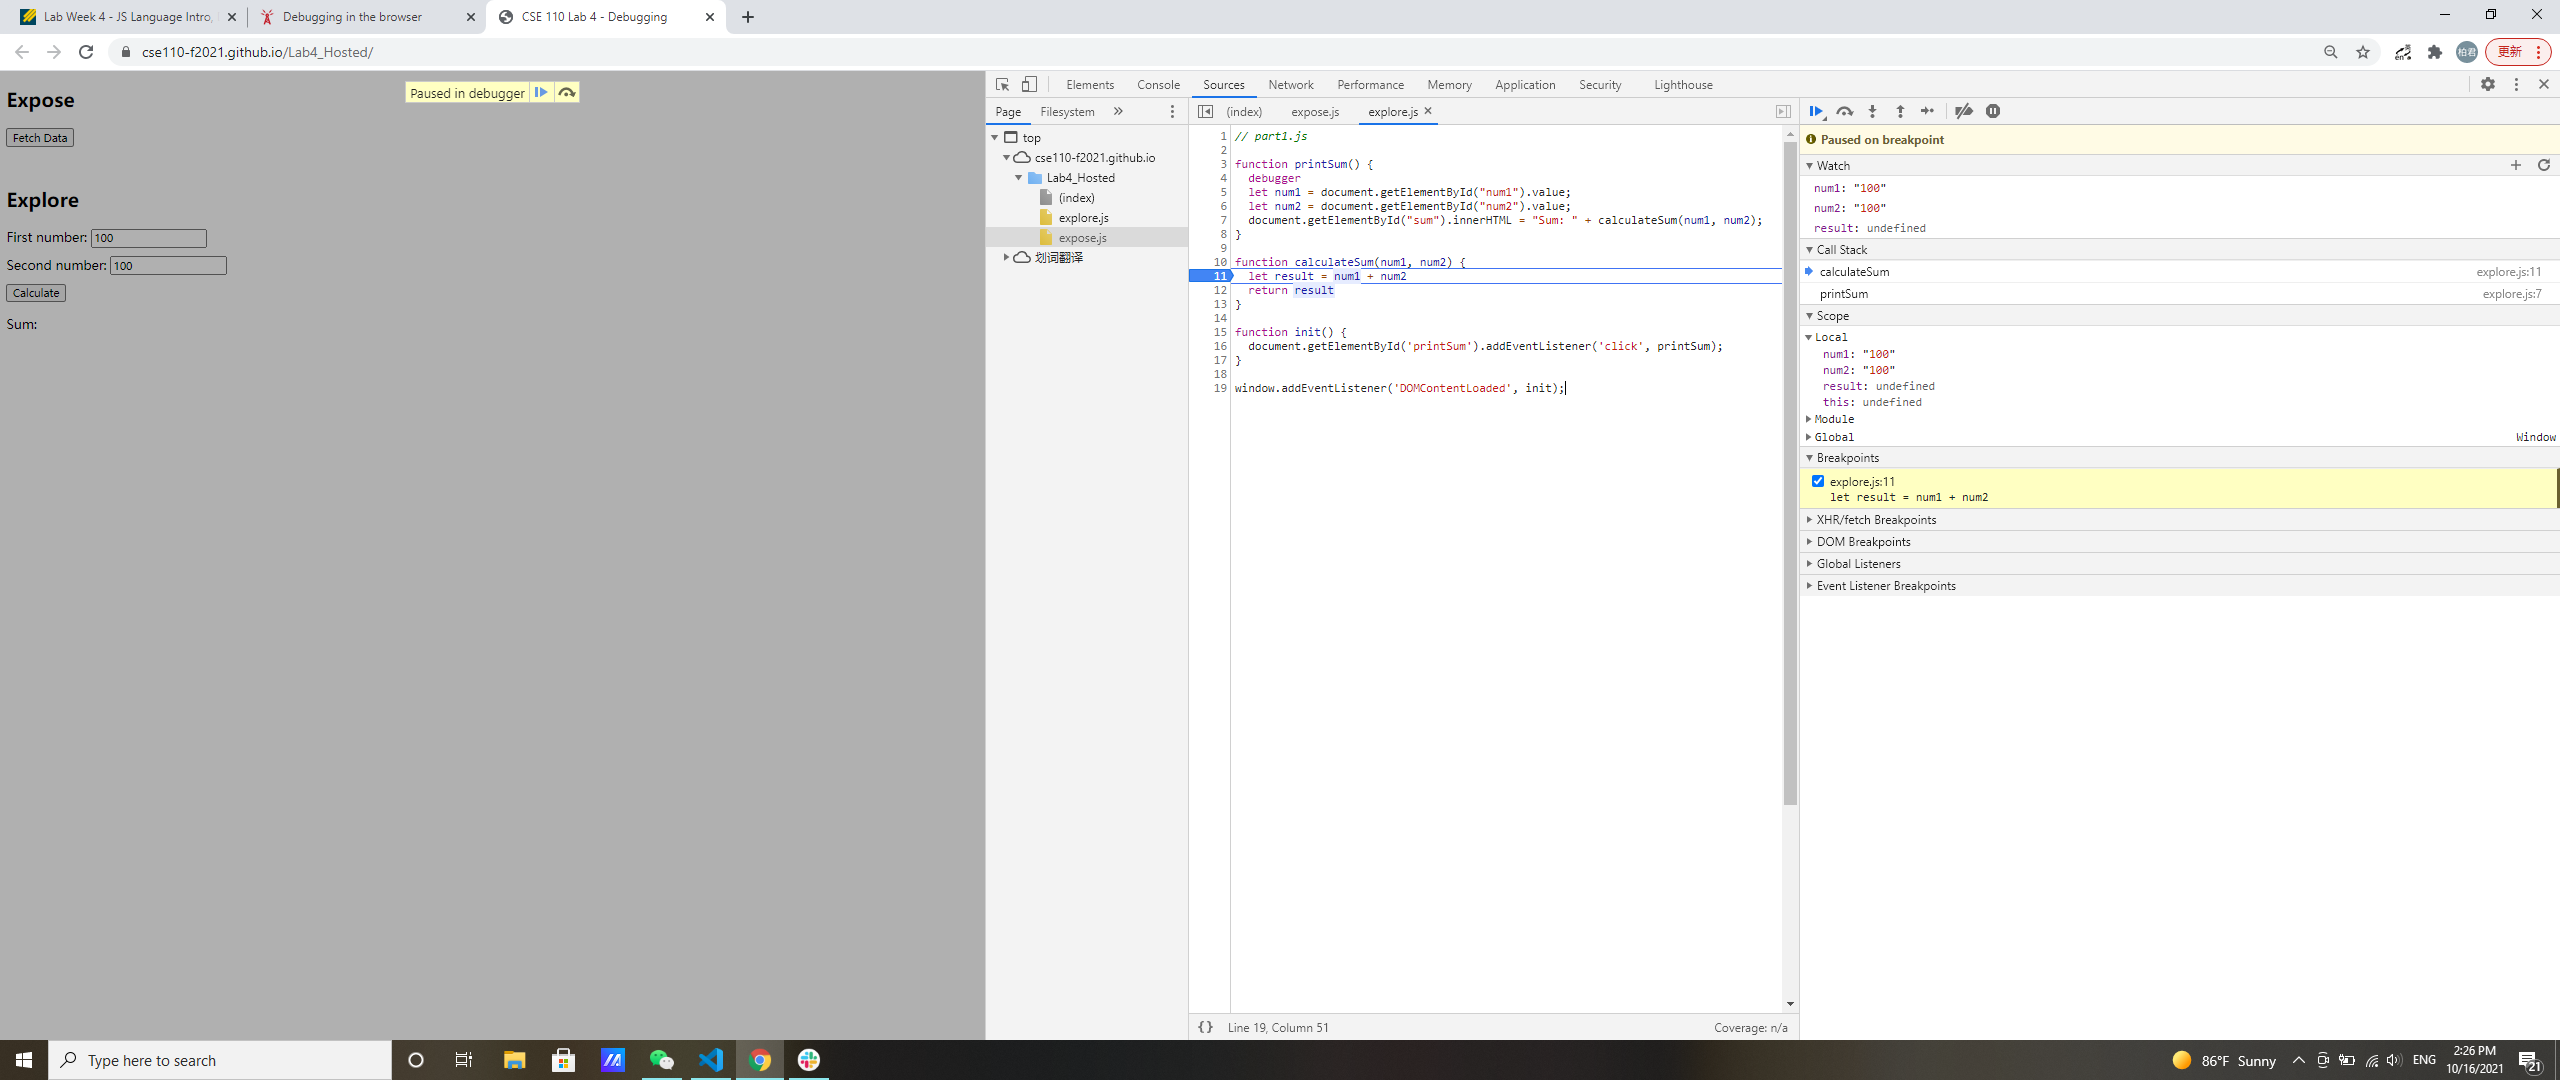 Lab Week 4 - JS Language Intro,
Debugging in the browser
CSE 110 Lab 4 - Debugging
cse110-f2021.github.io/Lab4_Hosted/
柏君
更新
Expose
Paused in debugger
Fetch Data
Explore
First number: 100
Second number: 100
Calculate
Sum:
Elements Console Sources Network Performance Memory Application Security Lighthouse
Page Filesystem
top
cse110-f2021.github.io
Lab4_Hosted
(index)
explore.js
expose.js
划词翻译
(index) expose.js explore.js
1 // part1.js
2
3 function printSum() {
4 debugger
5 let num1 = document.getElementById("num1").value;
6 let num2 = document.getElementById("num2").value;
7 document.getElementById("sum").innerHTML = "Sum: " + calculateSum(num1, num2);
8 }
9
10 function calculateSum(num1, num2) {
11 let result = num1 + num2
12 return result
13 }
14
15 function init() {
16 document.getElementById('printSum').addEventListener('click', printSum);
17 }
18
19 window.addEventListener('DOMContentLoaded', init);
{} Line 19, Column 51
Coverage: n/a
Paused on breakpoint
Watch
num1: "100"
num2: "100"
result: undefined
Call Stack
calculateSum explore.js:11
printSum explore.js:7
Scope
Local
num1: "100"
num2: "100"
result: undefined
this: undefined
Module
Global Window
Breakpoints
explore.js:11
let result = num1 + num2
XHR/fetch Breakpoints
DOM Breakpoints
Global Listeners
Event Listener Breakpoints
Type here to search
86°F Sunny
ENG
2:26 PM
10/16/2021
21